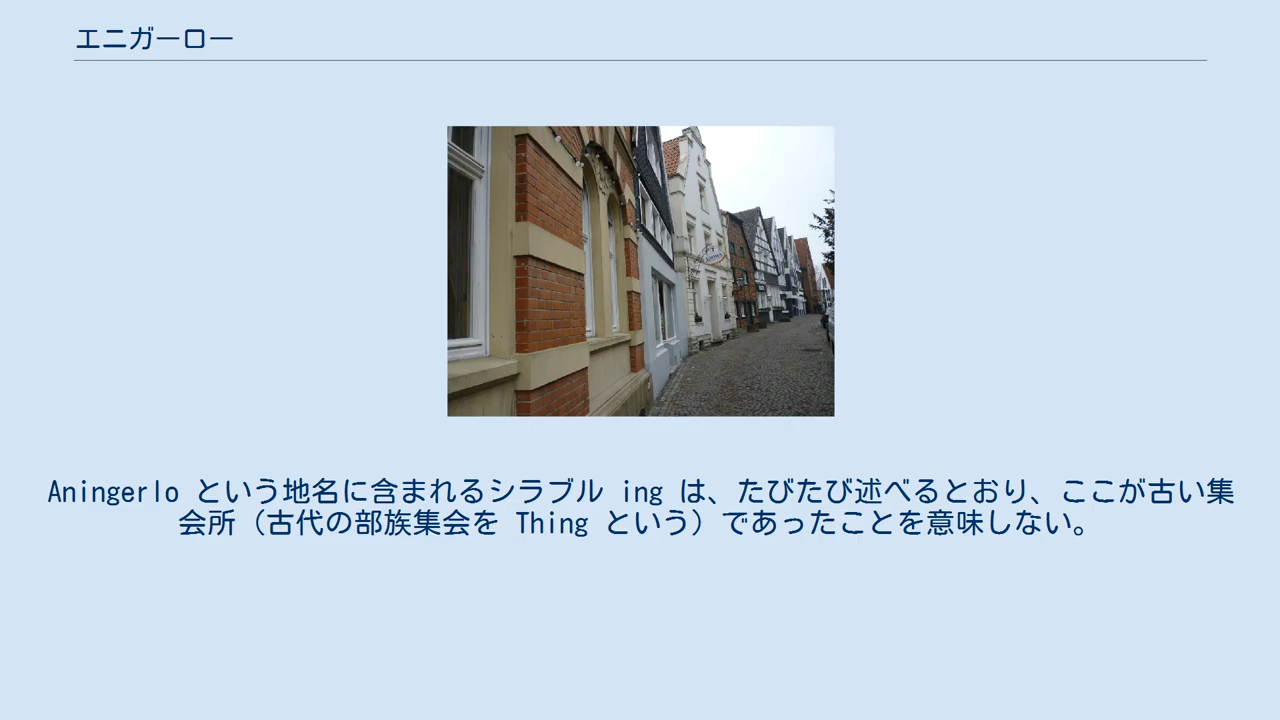 エニガーロー
Aningerlo という地名に含まれるシラブル ing は、たびたび述べるとおり、ここが古い集
会所（古代の部族集会を Thing という）であったことを意味しない。